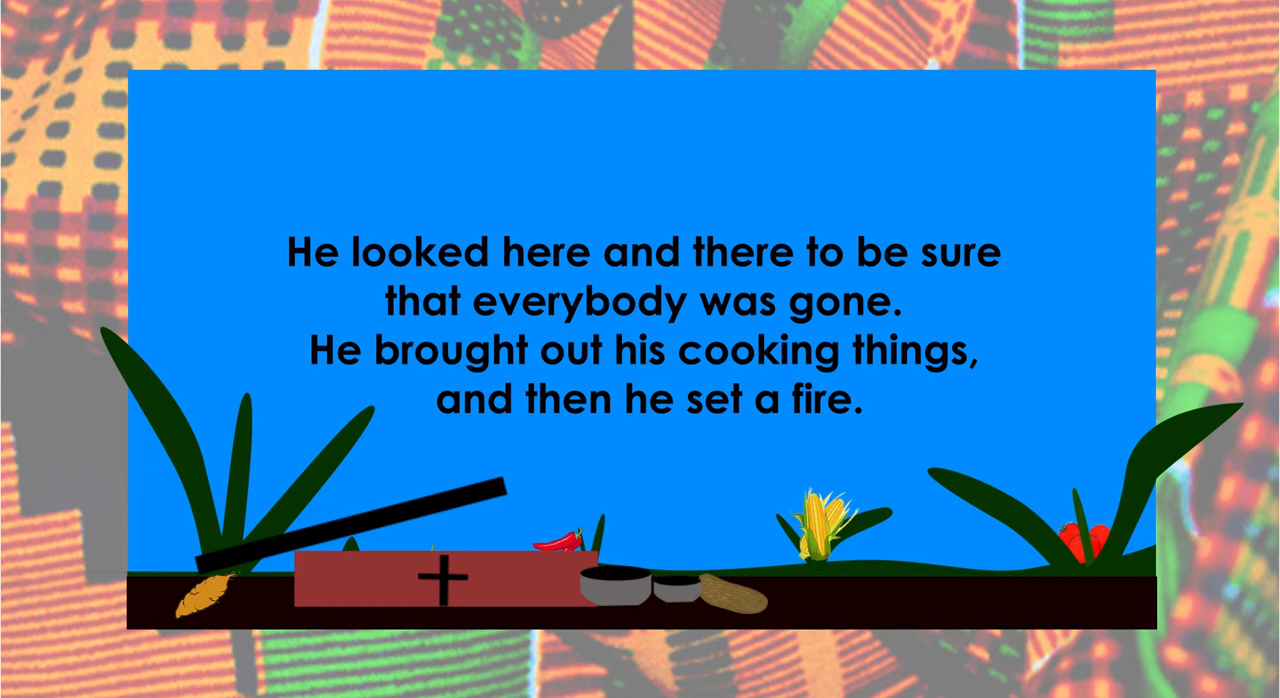 He looked here and there to be sure
that everybody was gone.
He brought out his cooking things,
and then he set a fire.